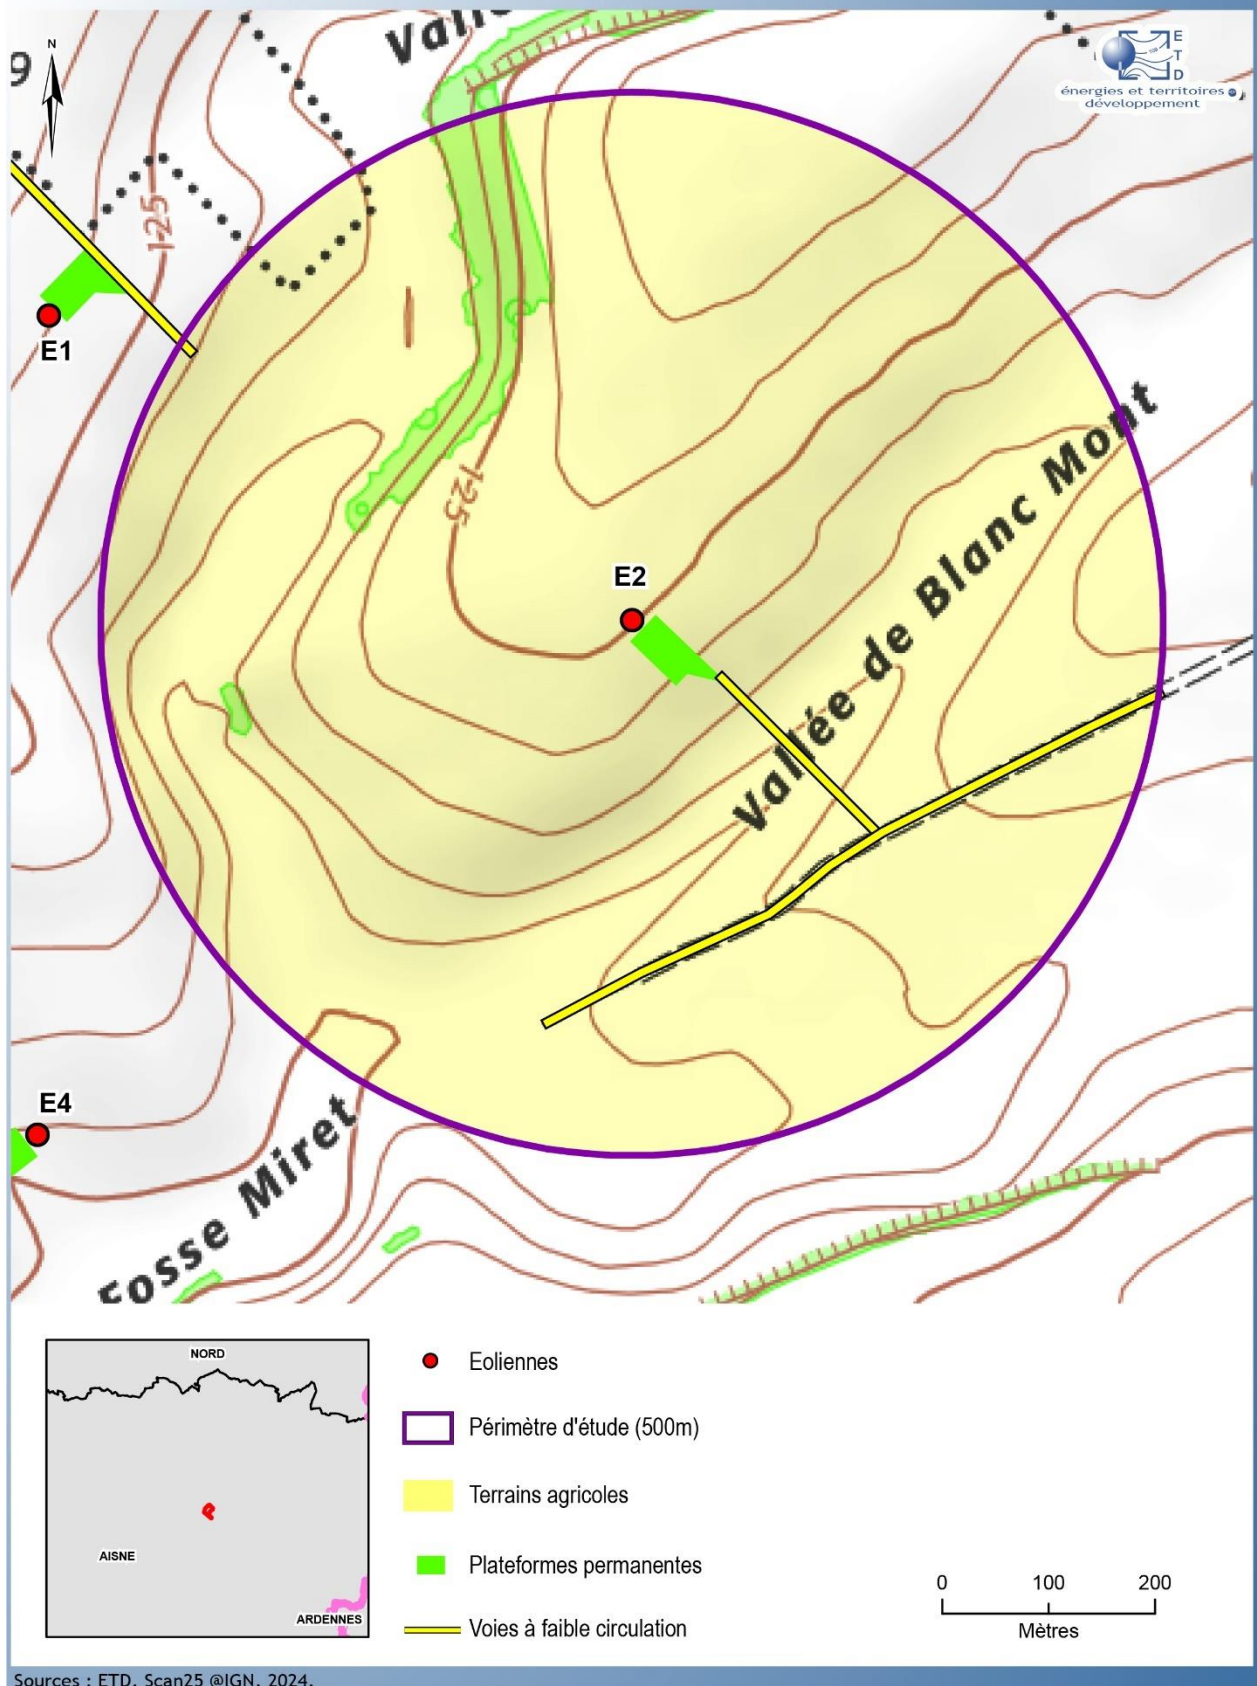 N
9
Vall
E
T
D
énergies et territoires
développement
125
E1
125
Vallée de Blanc Mont
E2
E4
Fosse Miret
NORD
AISNE
ARDENNES
Eoliennes
Périmètre d'étude (500m)
Terrains agricoles
Plateformes permanentes
Voies à faible circulation
0 100 200
Mètres
Sources : ETD, Scan25 @IGN, 2024.